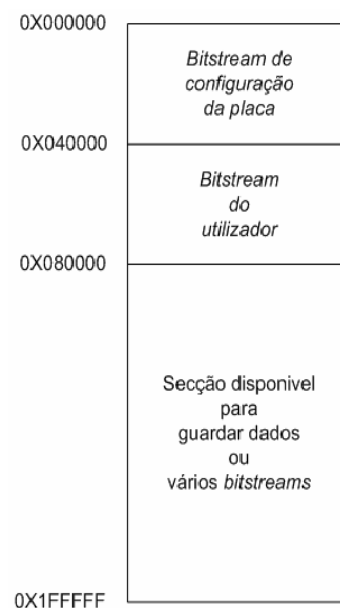 0X000000
Bitstream de
configuração
da placa
0X040000
Bitstream
do
utilizador
0X080000
Secção disponivel
para
guardar dados
ou
vários bitstreams
0X1FFFFF